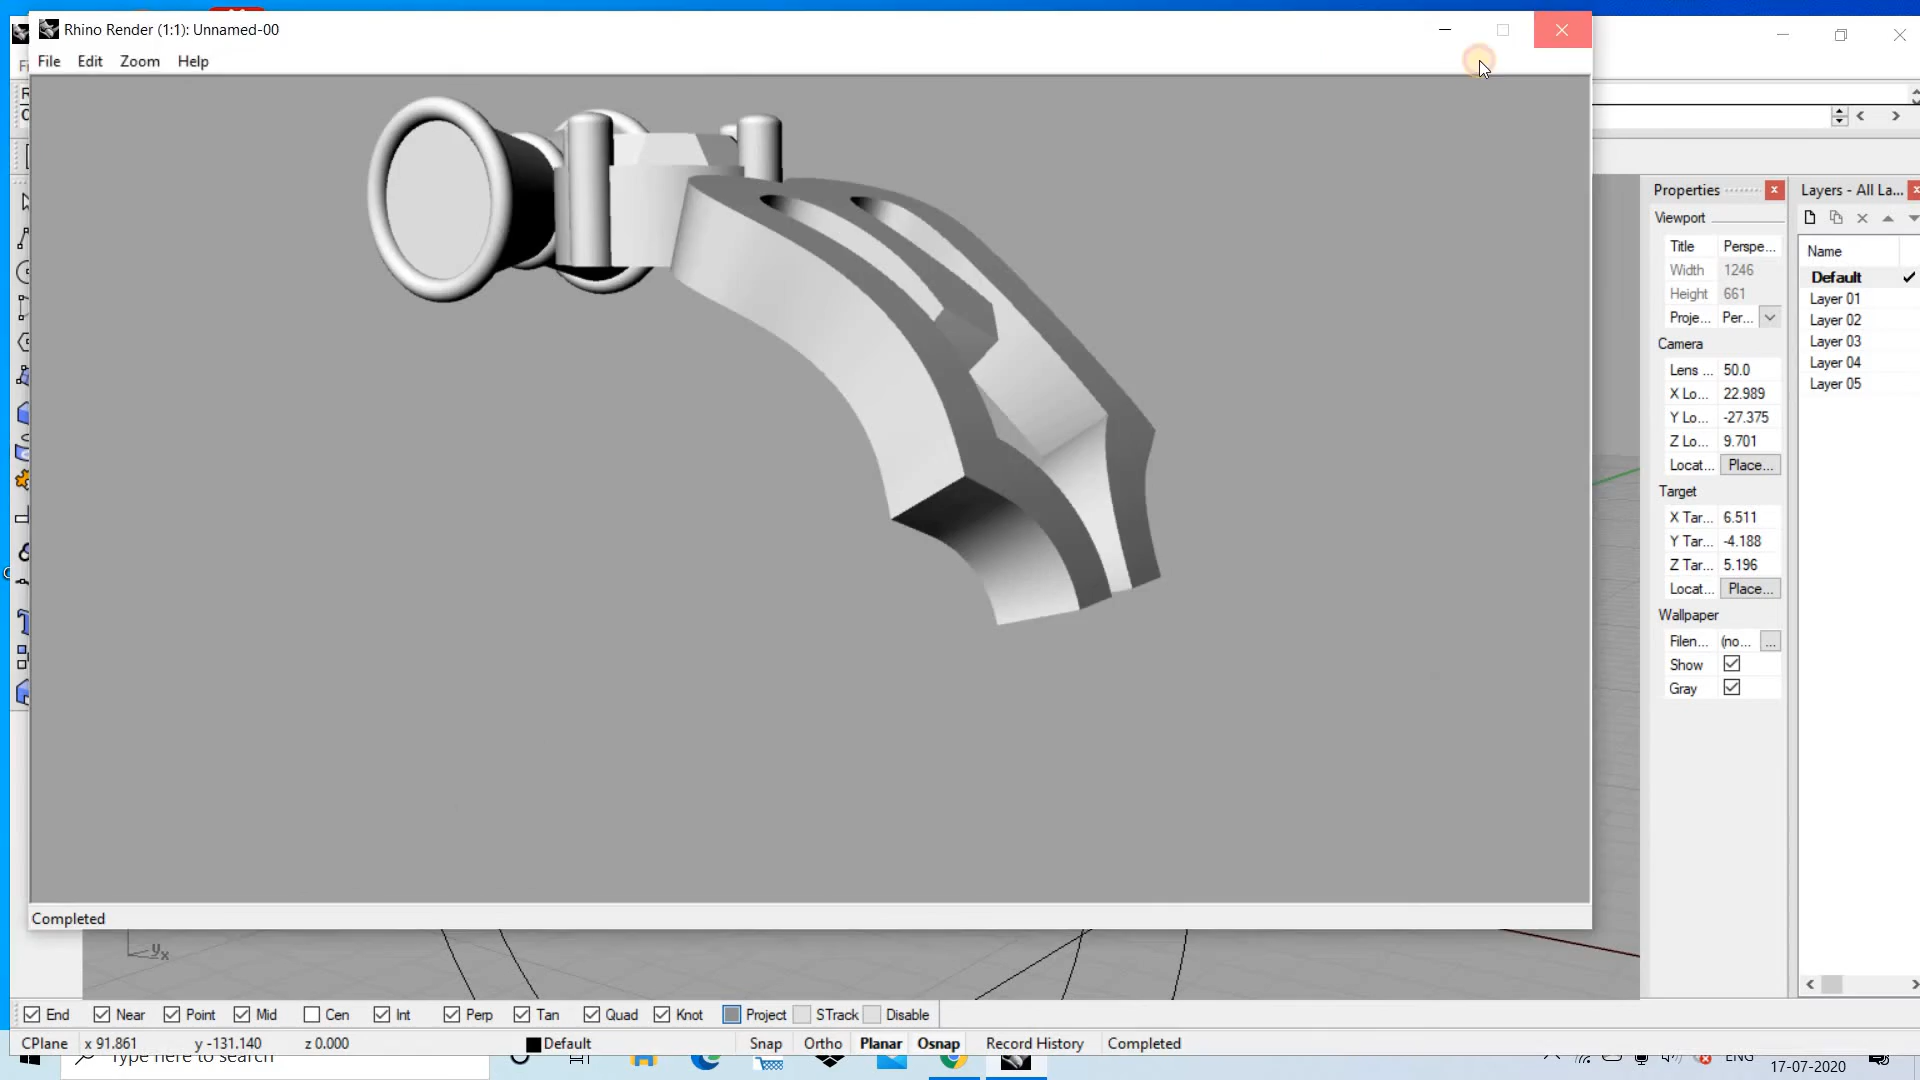 Rhino Render (1:1): Unnamed-00
File Edit Zoom Help
Properties
Layers - All La...
Viewport
Title Perspe...
Width 1246
Height 661
Proje... Per...
Camera
Lens ... 50.0
X Lo... 22.989
Y Lo... -27.375
Z Lo... 9.701
Locat... Place...
Target
X Tar... 6.511
Y Tar... -4.188
Z Tar... 5.196
Locat... Place...
Wallpaper
Filen... (no... ...
Show
Gray
Name
Default
Layer 01
Layer 02
Layer 03
Layer 04
Layer 05
Completed
y x
End Near Point Mid Cen Int Perp Tan Quad Knot Project STrack Disable
CPlane x 91.861 y -131.140 z 0.000 Default Snap Ortho Planar Osnap Record History Completed
Type here to search
ENG
17-07-2020